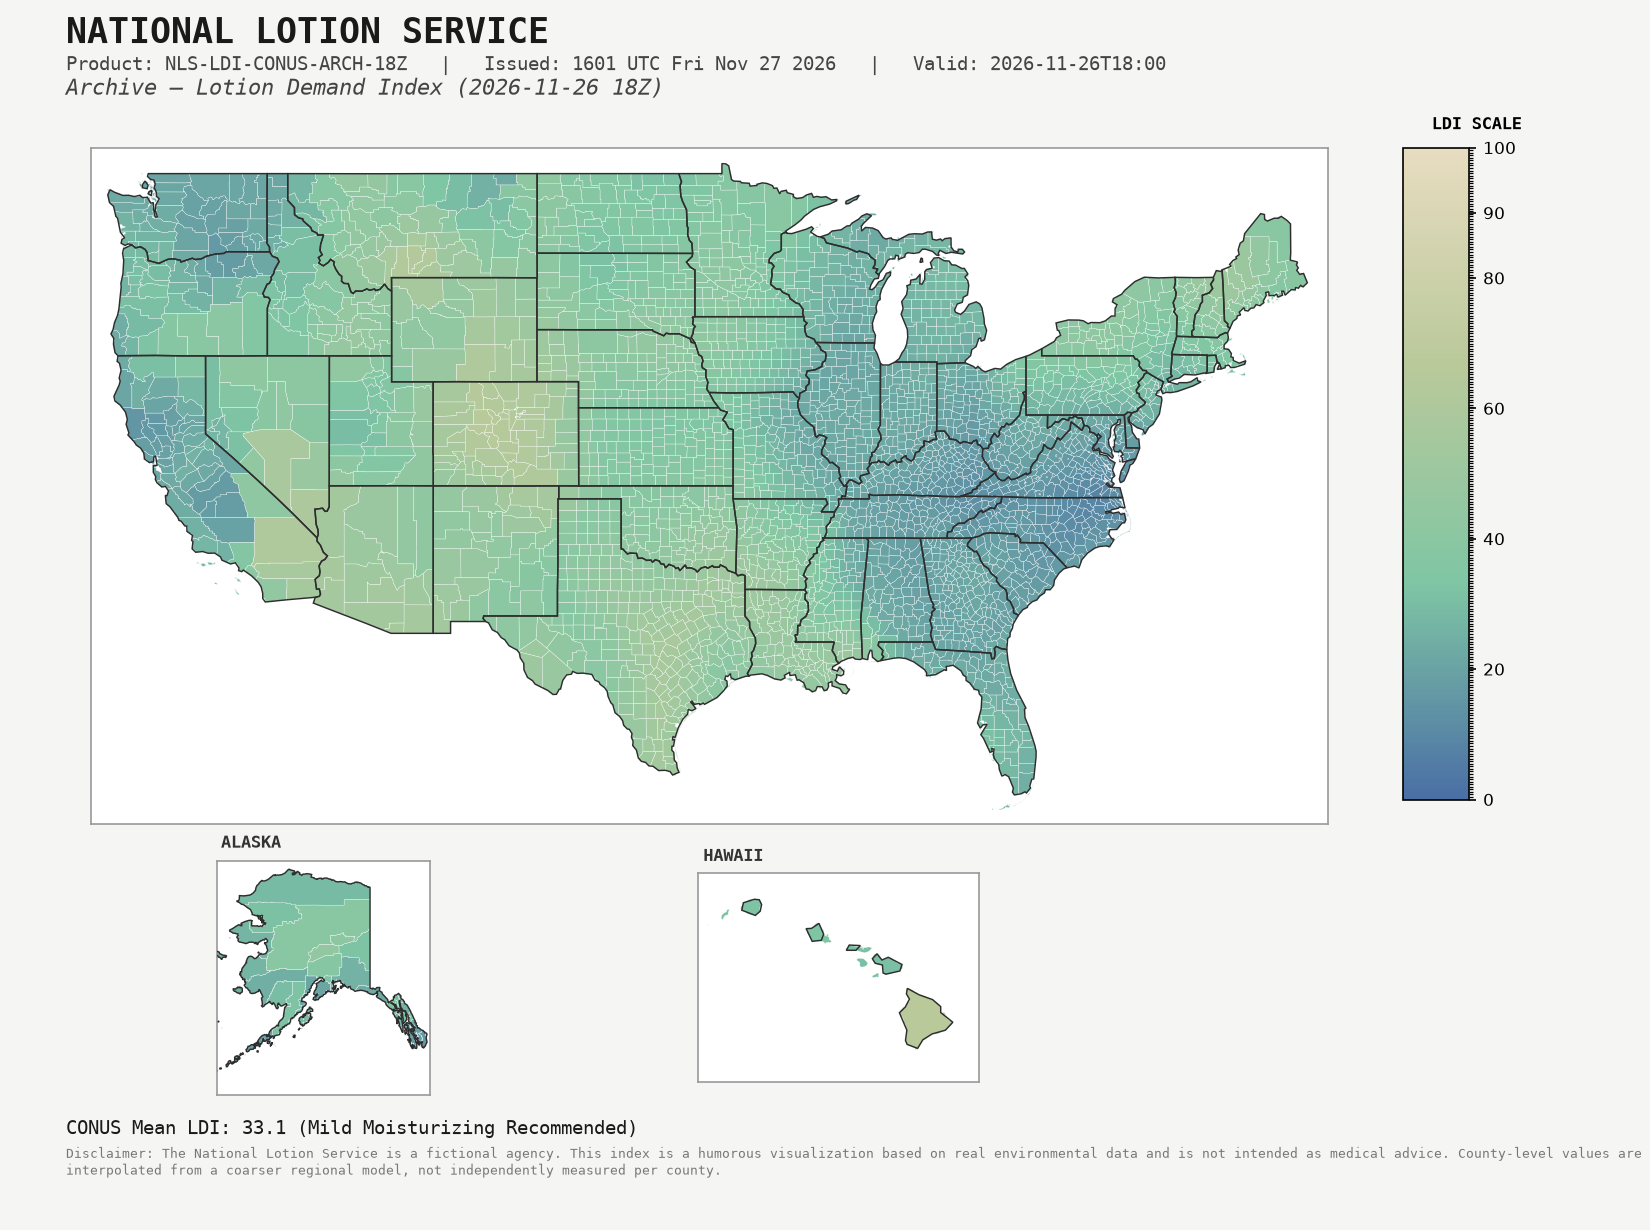 NATIONAL LOTION SERVICE
Product: NLS-LDI-CONUS-ARCH-18Z | Issued: 1601 UTC Fri Nov 27 2026 | Valid: 2026-11-26T18:00
Archive — Lotion Demand Index (2026-11-26 18Z)
LDI SCALE
100
90
80
60
40
20
0
ALASKA
HAWAII
CONUS Mean LDI: 33.1 (Mild Moisturizing Recommended)
Disclaimer: The National Lotion Service is a fictional agency. This index is a humorous visualization based on real environmental data and is not intended as medical advice. County-level values are
interpolated from a coarser regional model, not independently measured per county.